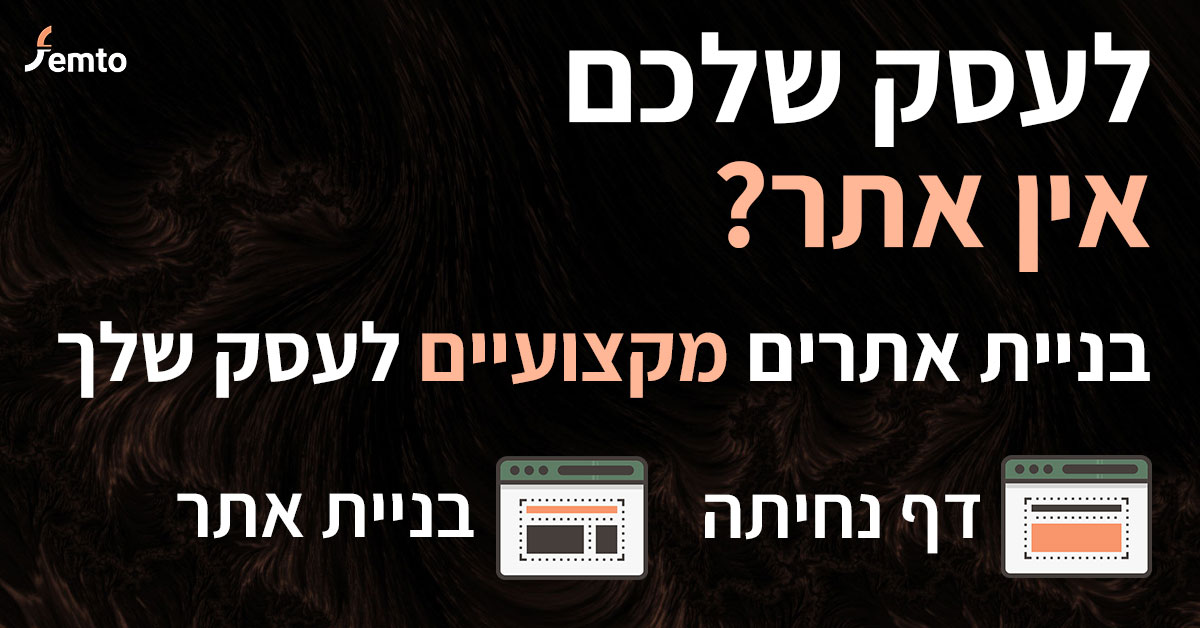 femto
לעסק שלכם
אין אתר?
בניית אתרים מקצועיים לעסק שלך
דף נחיתה
בניית אתר